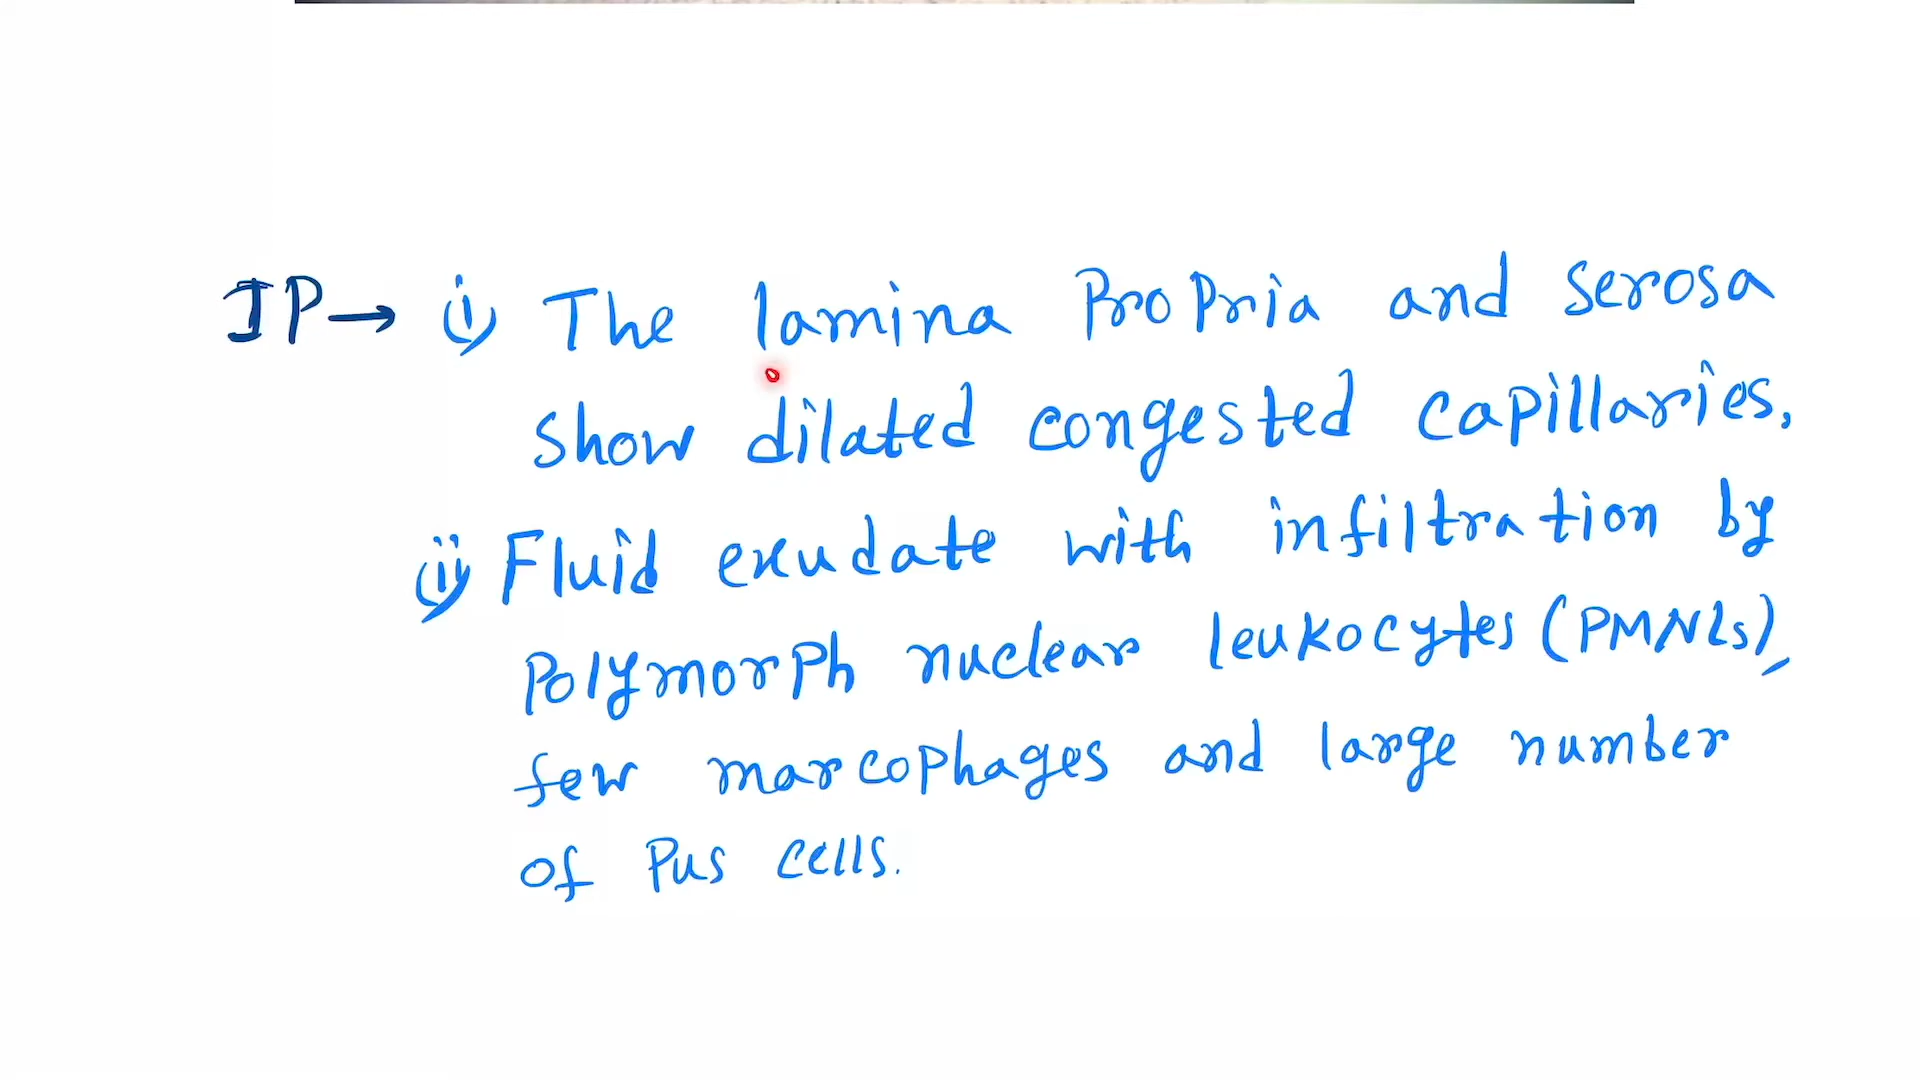 IP → (i) The lamina Propria and serosa
show dilated congested capillaries.
(ii) Fluid exudate with infiltration by
Polymorph nuclear leukocytes (PMNLs),
few marcophages and large number
of Pus cells.